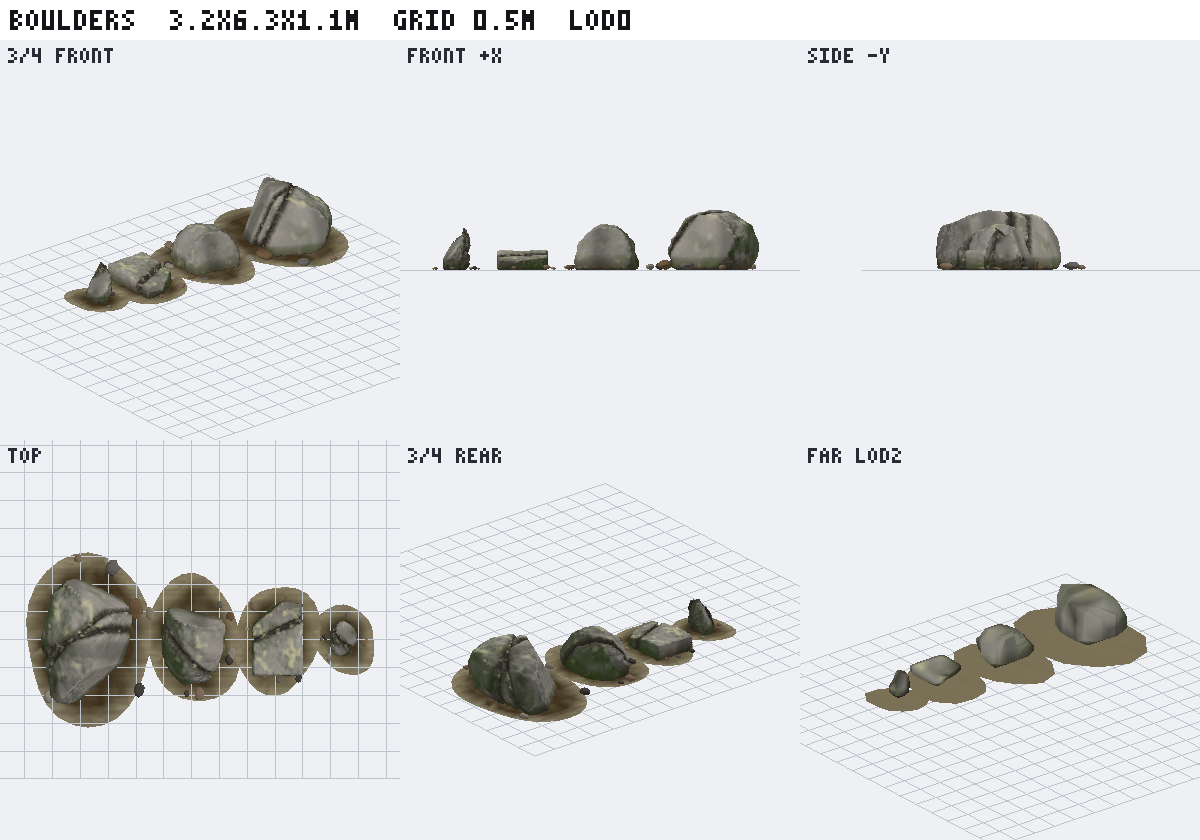 BOULDERS 3.2X6.3X1.1M GRID 0.5M LOD0
3/4 FRONT
FRONT +X
SIDE -Y
TOP
3/4 REAR
FAR LOD2